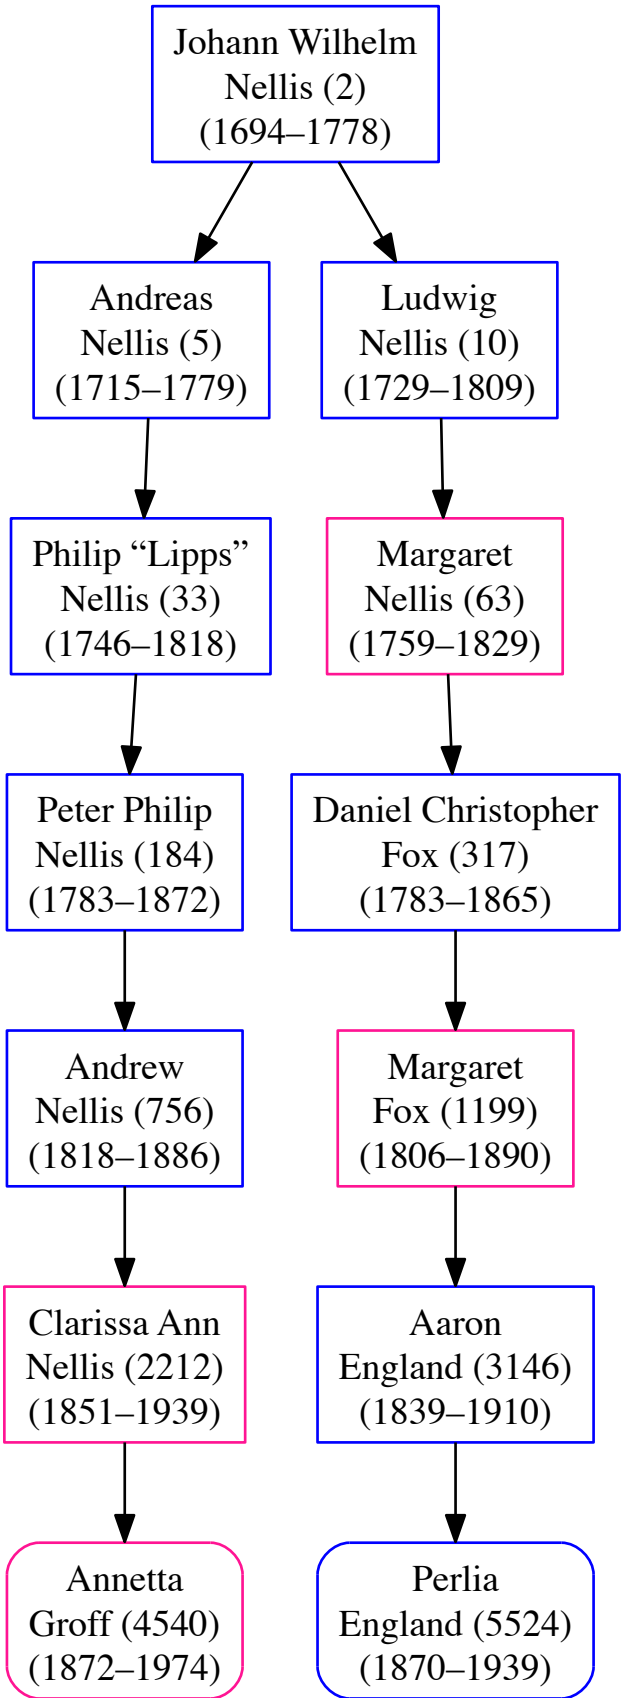 Johann Wilhelm
Nellis (2)
(1694–1778)
Andreas
Nellis (5)
(1715–1779)
Ludwig
Nellis (10)
(1729–1809)
Philip “Lipps”
Nellis (33)
(1746–1818)
Margaret
Nellis (63)
(1759–1829)
Peter Philip
Nellis (184)
(1783–1872)
Daniel Christopher
Fox (317)
(1783–1865)
Andrew
Nellis (756)
(1818–1886)
Margaret
Fox (1199)
(1806–1890)
Clarissa Ann
Nellis (2212)
(1851–1939)
Aaron
England (3146)
(1839–1910)
Annetta
Groff (4540)
(1872–1974)
Perlia
England (5524)
(1870–1939)